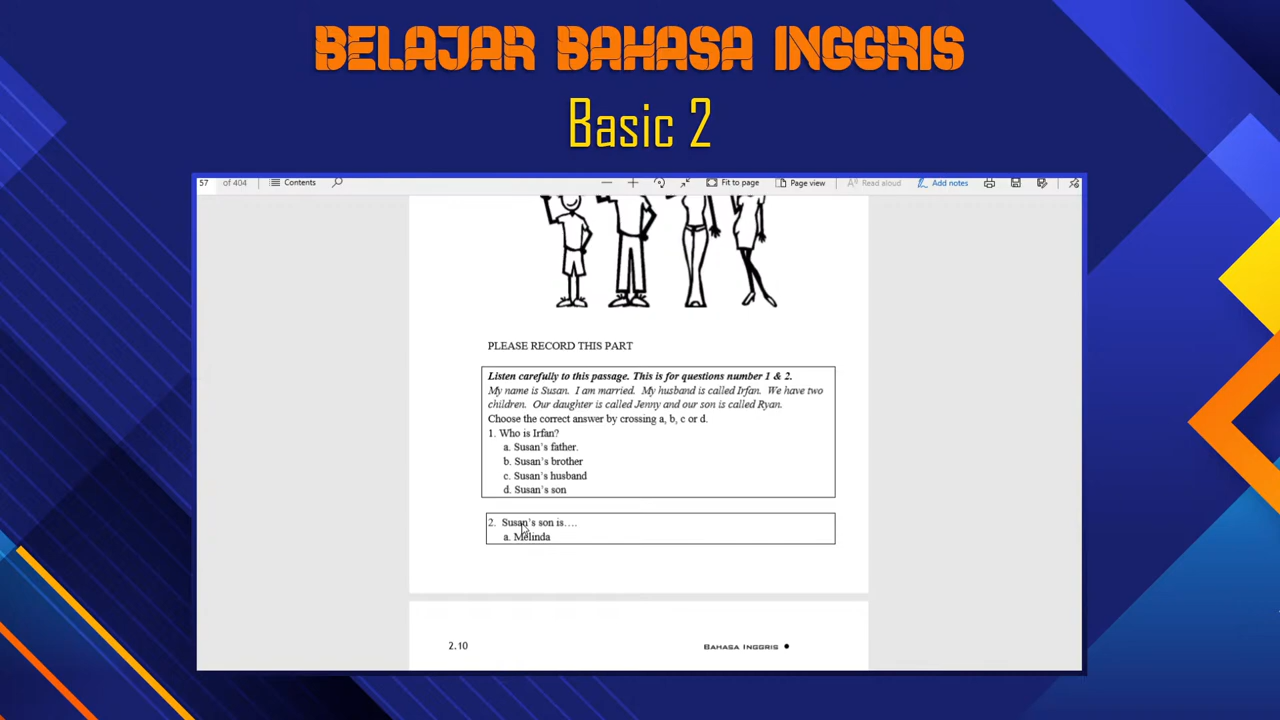 BELAJAR BAHASA INGGRIS
Basic 2
57 of 404 Contents Fit to page Page view Read aloud Add notes
PLEASE RECORD THIS PART
Listen carefully to this passage. This is for questions number 1 & 2.
My name is Susan. I am married. My husband is called Irfan. We have two
children. Our daughter is called Jenny and our son is called Ryan.
Choose the correct answer by crossing a, b, c or d.
1. Who is Irfan?
a. Susan's father.
b. Susan's brother
c. Susan's husband
d. Susan's son
2. Susan's son is….
a. Melinda
2.10 BAHASA INGGRIS ●